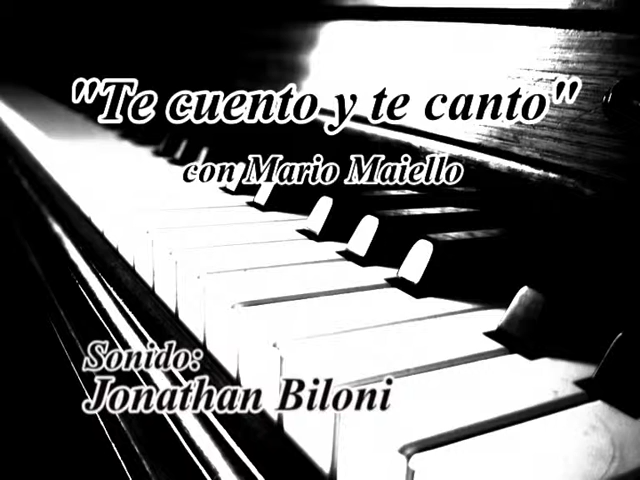 "Te cuento y te canto"
con Mario Maiello
Sonido:
Jonathan Biloni